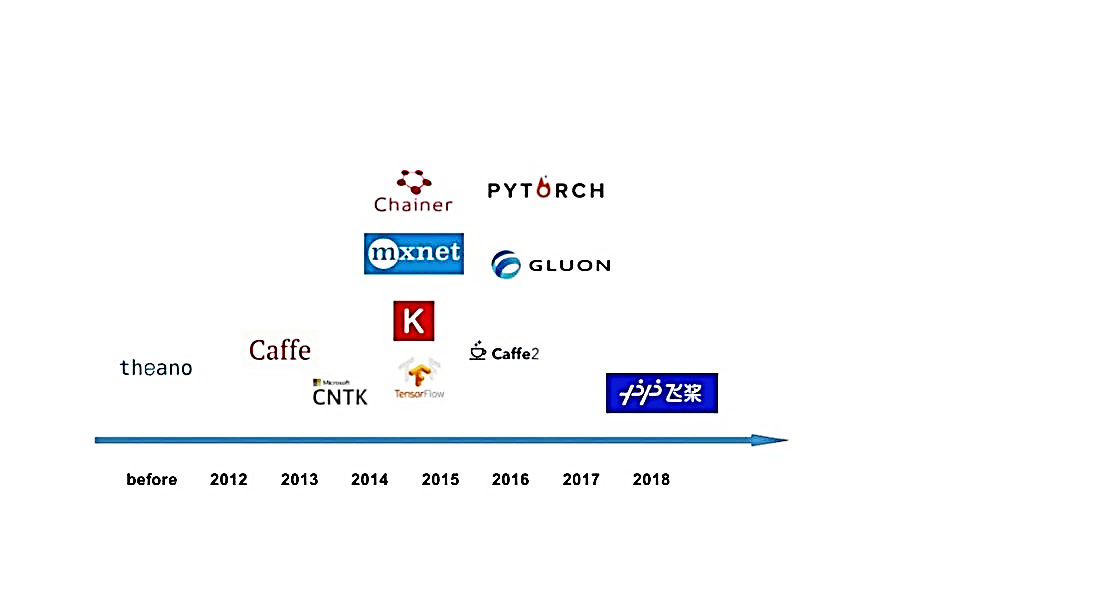 Chainer
PYTORCH
mxnet
GLUON
K
Caffe
Caffe2
theano
Microsoft
CNTK
TensorFlow
飞桨
before 2012 2013 2014 2015 2016 2017 2018